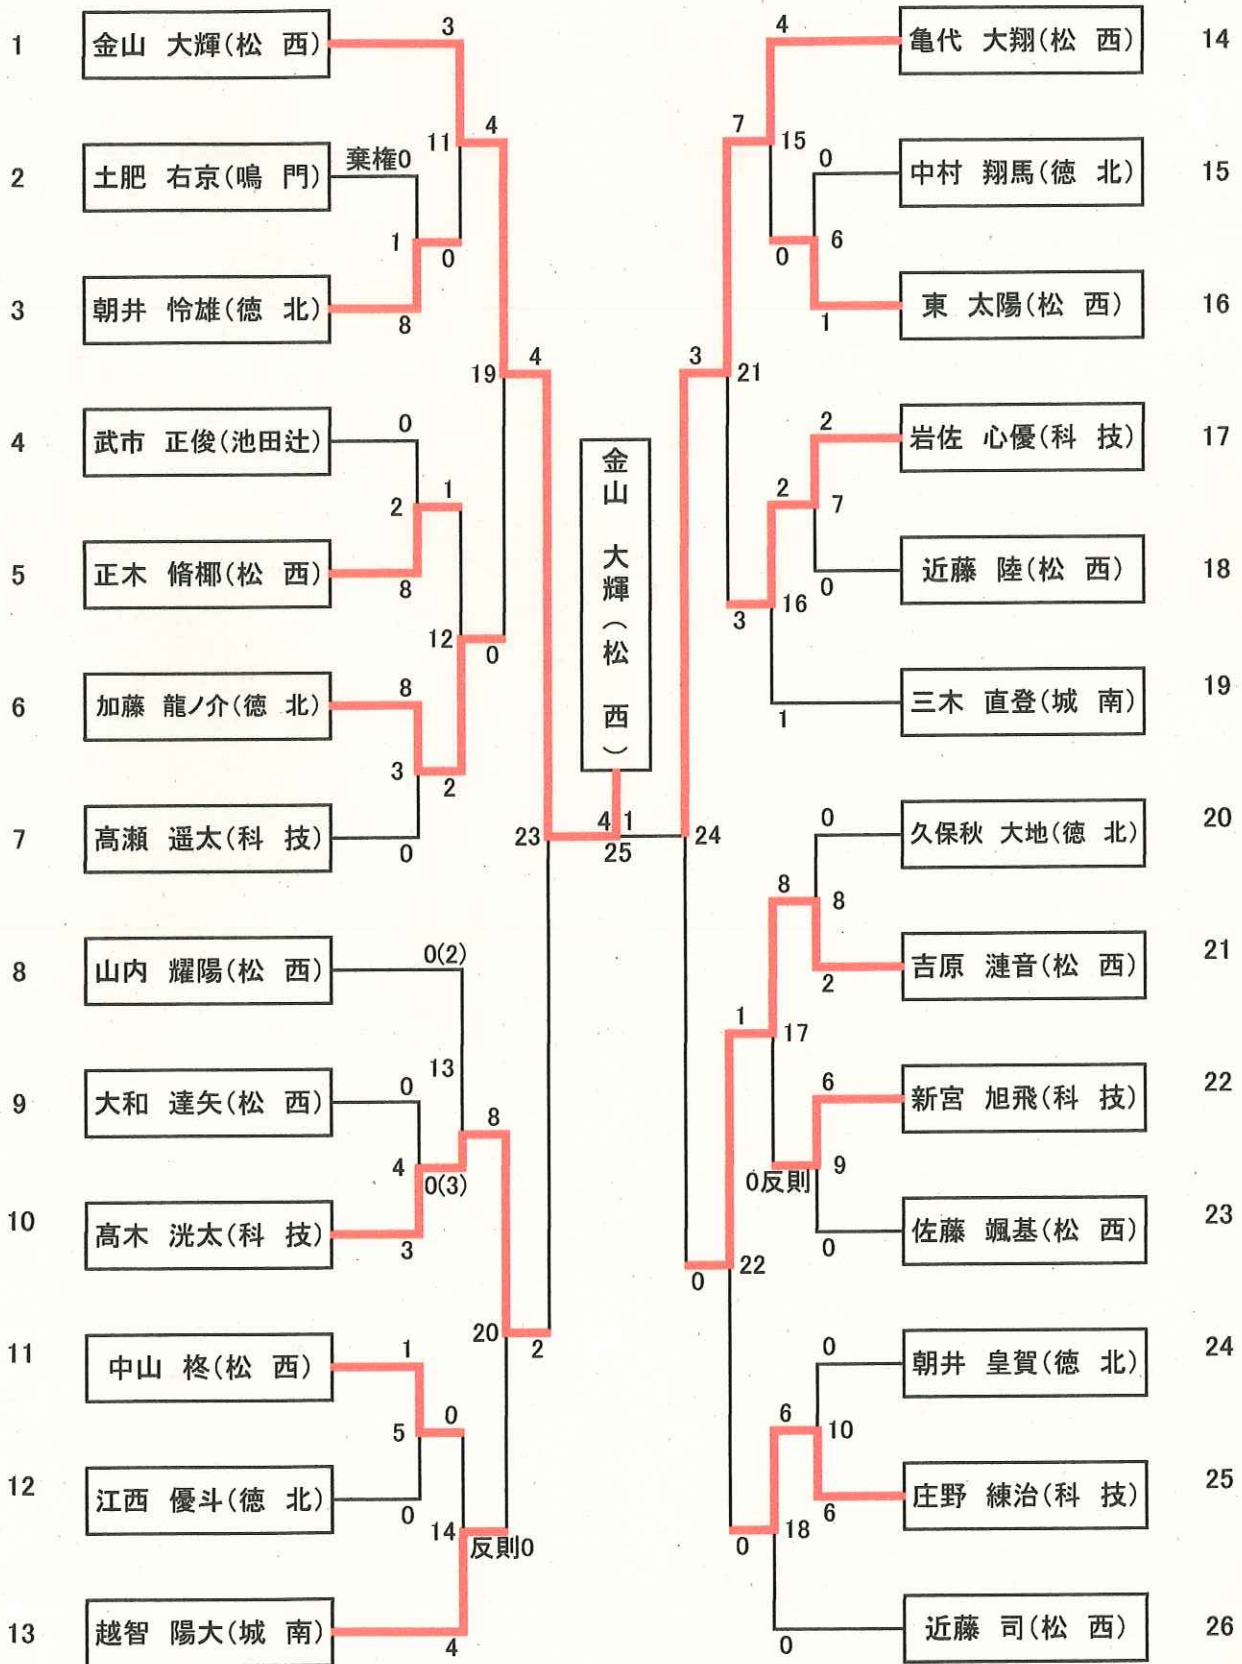 3
1 金山 大輝(松 西)
11 4
2 土肥 右京(鳴 門) 棄権0
1
0
3 朝井 怜雄(徳 北)
8
19 4
4 武市 正俊(池田辻) 0
2 1
5 正木 脩椰(松 西)
8
12
0
6 加藤 龍ノ介(徳 北) 8
3
2
7 髙瀬 遥太(科 技)
0
23
8 山内 耀陽(松 西) 0(2)
13
9 大和 達矢(松 西) 0
8
4
0(3)
10 髙木 洸太(科 技)
3
20
2
11 中山 柊(松 西) 1
5 0
12 江西 優斗(徳 北)
0
14
反則0
13 越智 陽大(城 南)
4
金山 大輝(松 西)
4 1
25
4
亀代 大翔(松 西) 14
7
15
0
中村 翔馬(徳 北) 15
6
0
東 太陽(松 西) 16
1
3
21
2
岩佐 心優(科 技) 17
2
7
近藤 陸(松 西) 18
0
16
3
三木 直登(城 南) 19
1
24
0
久保秋 大地(徳 北) 20
8
8
吉原 漣音(松 西) 21
2
1
17
6
新宮 旭飛(科 技) 22
9
0反則
佐藤 颯基(松 西) 23
0
22
0
0
朝井 皇賀(徳 北) 24
6
10
庄野 練治(科 技) 25
6
18
0
近藤 司(松 西) 26
0